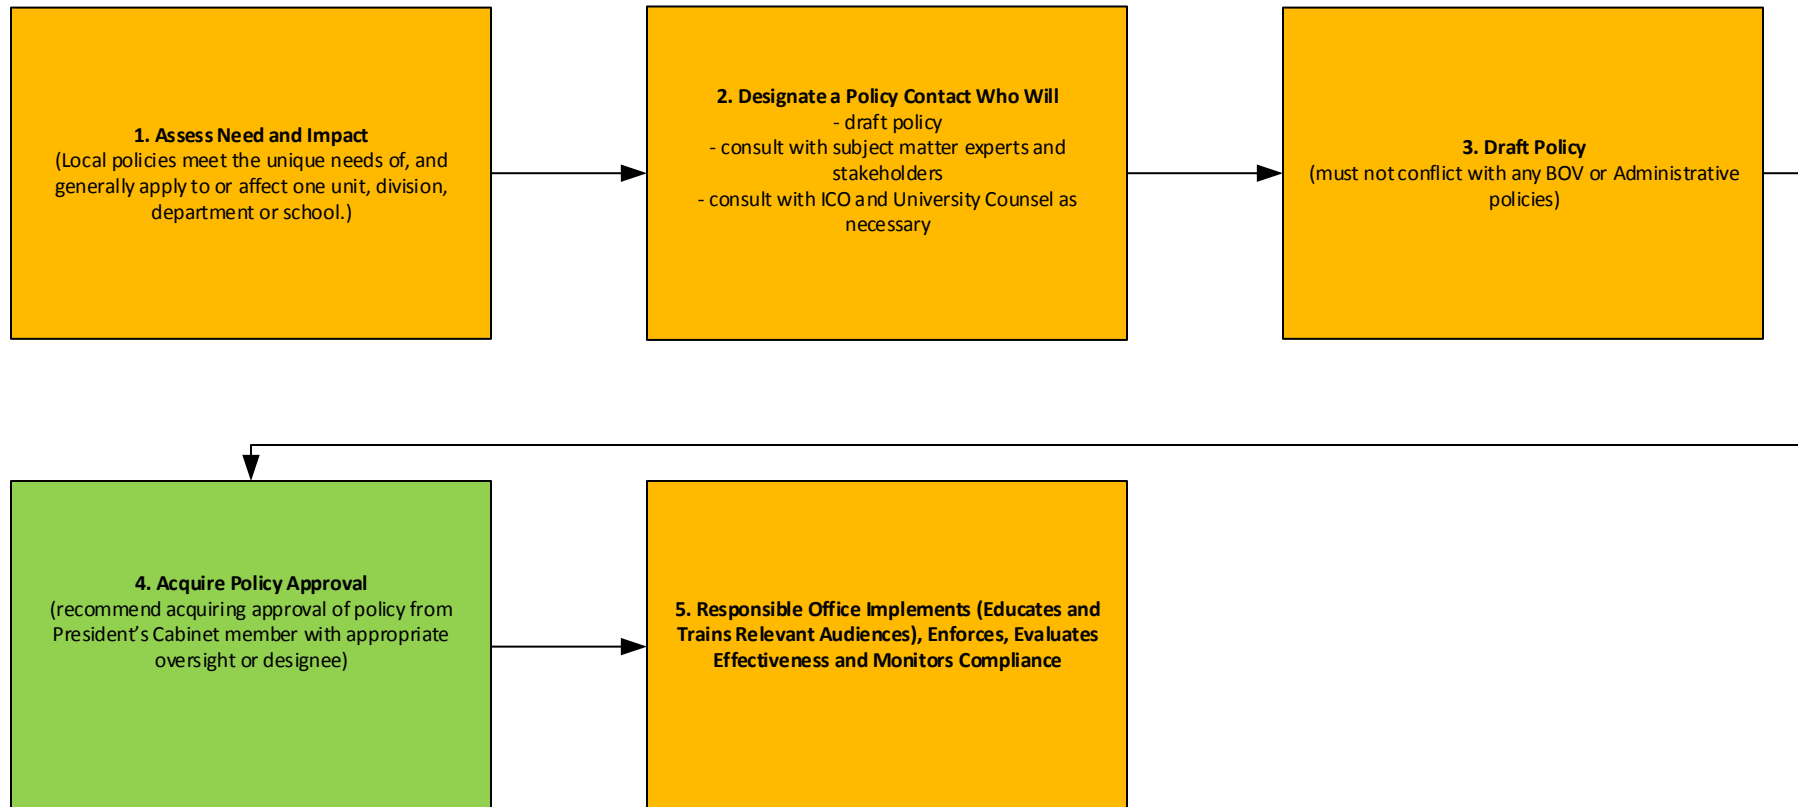 1. Assess Need and Impact
(Local policies meet the unique needs of, and
generally apply to or affect one unit, division,
department or school.)
2. Designate a Policy Contact Who Will
- draft policy
- consult with subject matter experts and
stakeholders
- consult with ICO and University Counsel as
necessary
3. Draft Policy
(must not conflict with any BOV or Administrative
policies)
4. Acquire Policy Approval
(recommend acquiring approval of policy from
President’s Cabinet member with appropriate
oversight or designee)
5. Responsible Office Implements (Educates and
Trains Relevant Audiences), Enforces, Evaluates
Effectiveness and Monitors Compliance